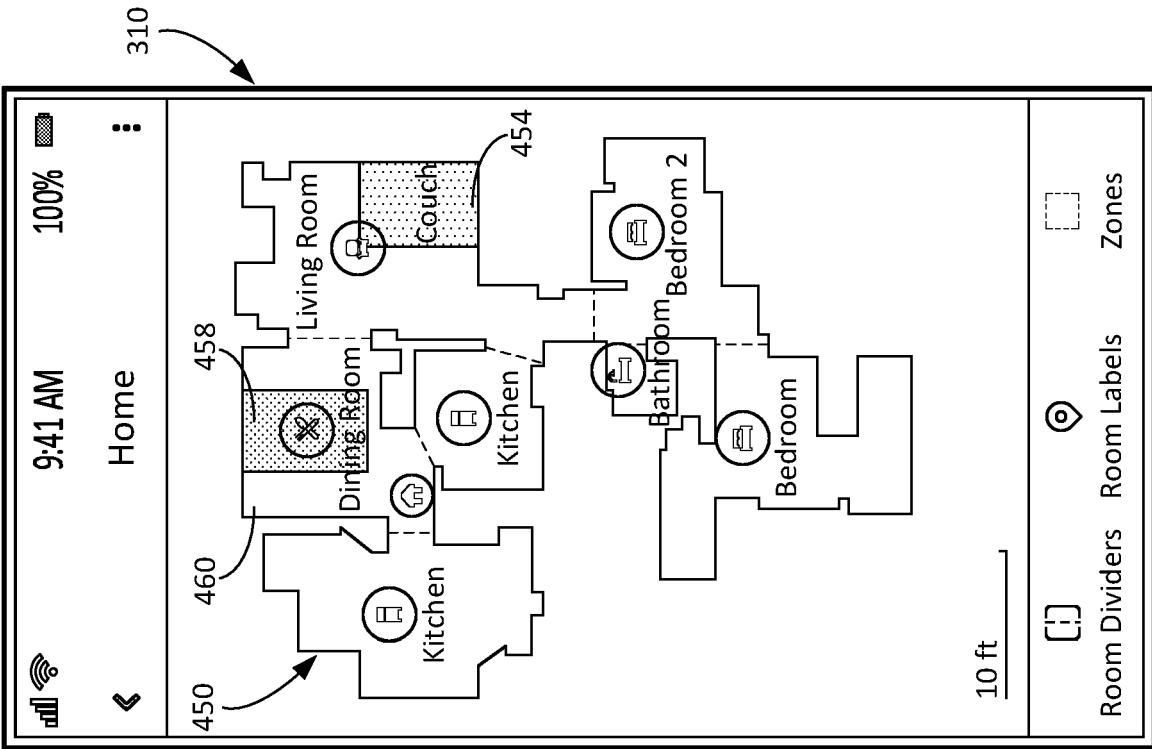 310
9:41 AM
100%
Home
458
460
Living Room
Couch
Dining Room
454
Kitchen
Kitchen
450
Bathroom
Bedroom 2
Bedroom
10 ft
Room Dividers
Room Labels
Zones